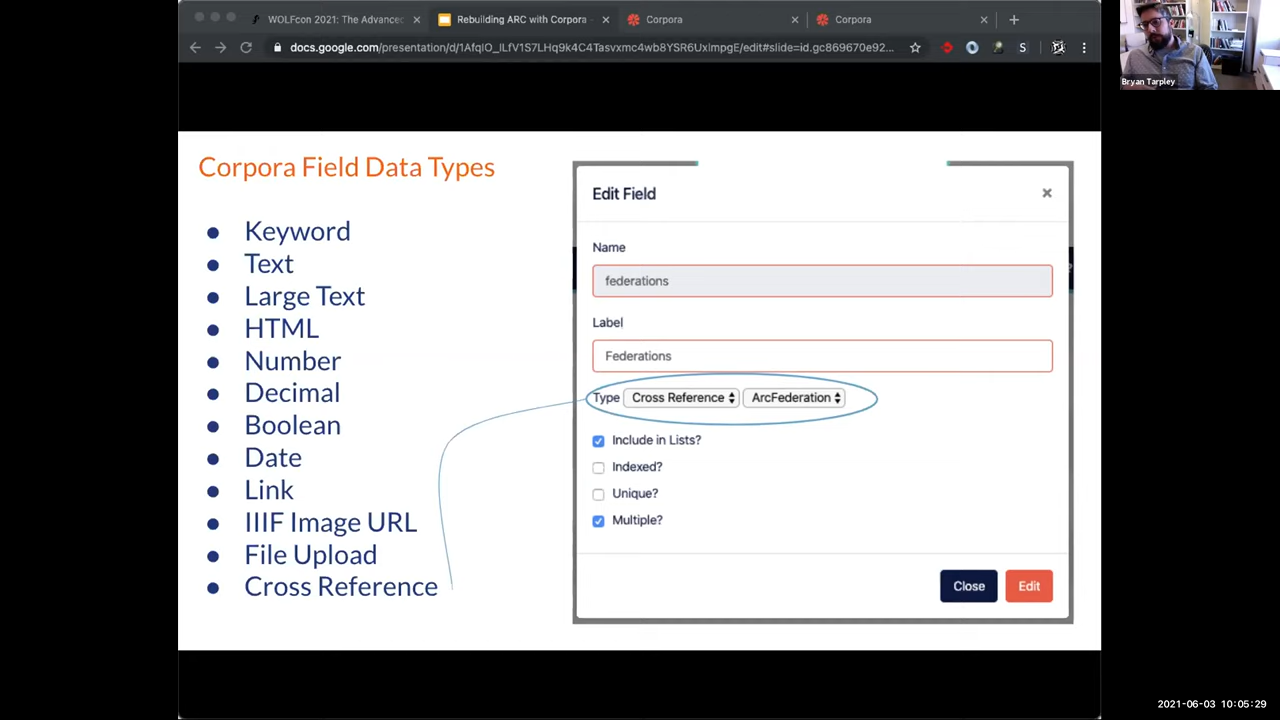 WOLFcon 2021: The Advanced
Rebuilding ARC with Corpora -
Corpora
Corpora
docs.google.com/presentation/d/1AfqIO_ILfV1S7LHq9k4C4Tasvxmc4wb8YSR6UxImpgE/edit#slide=id.gc869670e92...
Bryan Tarpley
Corpora Field Data Types
● Keyword
● Text
● Large Text
● HTML
● Number
● Decimal
● Boolean
● Date
● Link
● IIIF Image URL
● File Upload
● Cross Reference
Edit Field
Name
federations
Label
Federations
Type Cross Reference ArcFederation
Include in Lists?
Indexed?
Unique?
Multiple?
Close Edit
2021-06-03 10:05:29